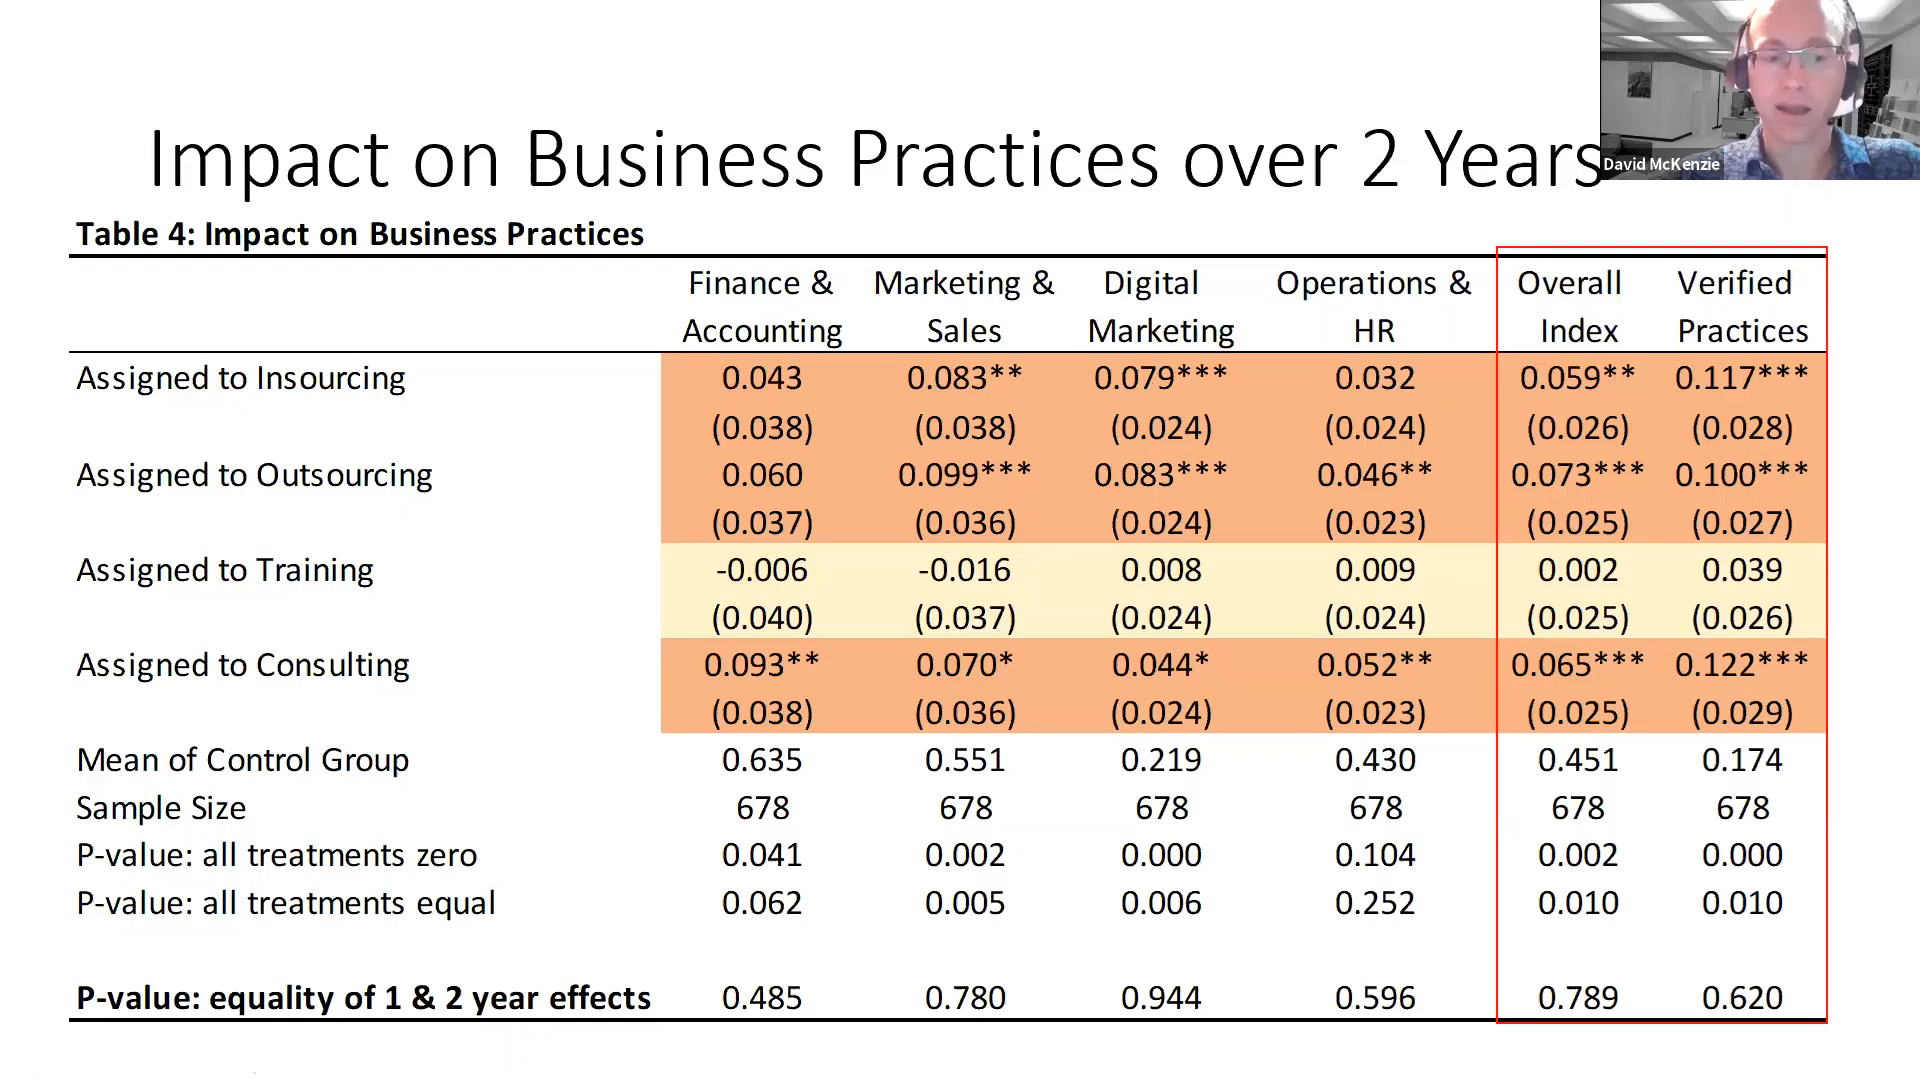 Impact on Business Practices over 2 Years
David McKenzie
Table 4: Impact on Business Practices
Finance & Marketing & Digital Operations & Overall Verified
Accounting Sales Marketing HR Index Practices
Assigned to Insourcing 0.043 0.083** 0.079*** 0.032 0.059** 0.117***
(0.038) (0.038) (0.024) (0.024) (0.026) (0.028)
Assigned to Outsourcing 0.060 0.099*** 0.083*** 0.046** 0.073*** 0.100***
(0.037) (0.036) (0.024) (0.023) (0.025) (0.027)
Assigned to Training -0.006 -0.016 0.008 0.009 0.002 0.039
(0.040) (0.037) (0.024) (0.024) (0.025) (0.026)
Assigned to Consulting 0.093** 0.070* 0.044* 0.052** 0.065*** 0.122***
(0.038) (0.036) (0.024) (0.023) (0.025) (0.029)
Mean of Control Group 0.635 0.551 0.219 0.430 0.451 0.174
Sample Size 678 678 678 678 678 678
P-value: all treatments zero 0.041 0.002 0.000 0.104 0.002 0.000
P-value: all treatments equal 0.062 0.005 0.006 0.252 0.010 0.010
P-value: equality of 1 & 2 year effects 0.485 0.780 0.944 0.596 0.789 0.620